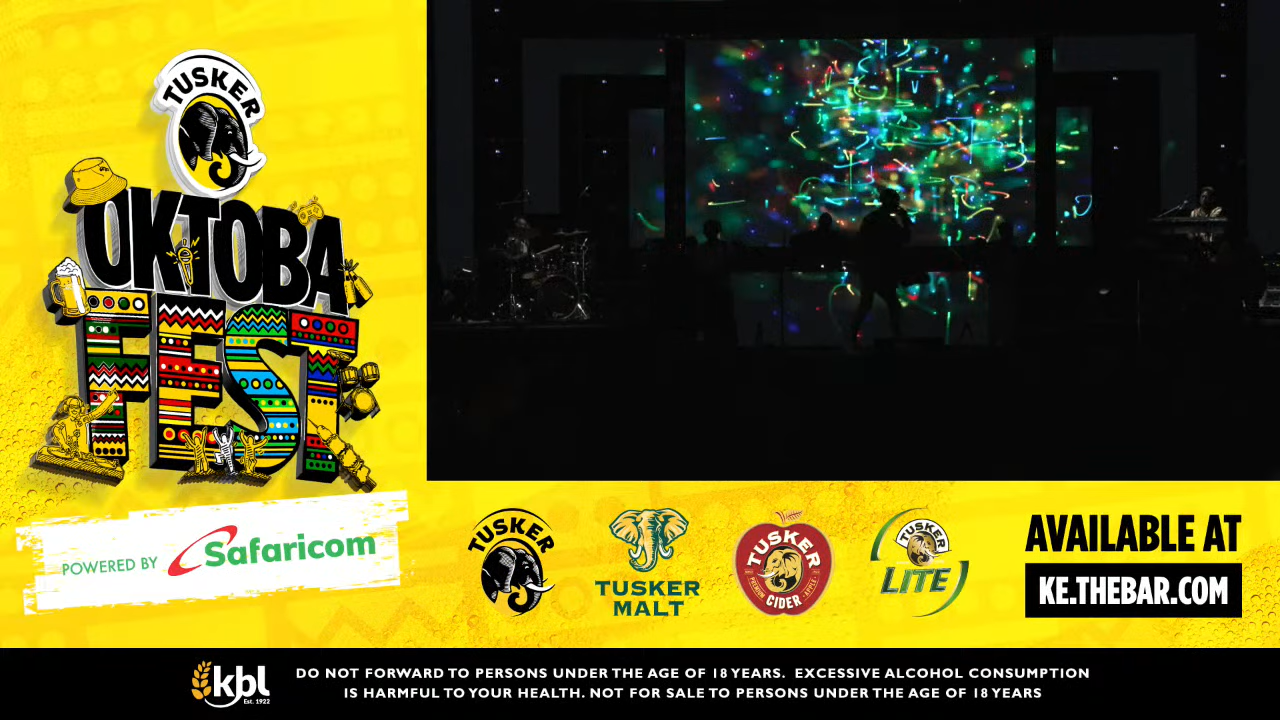 TUSKER
OKTOBA
FEST
POWERED BY Safaricom
TUSKER
TUSKER
MALT
TUSKER
PREMIUM APPLE
CIDER
TUSKER
LITE
AVAILABLE AT
KE.THEBAR.COM
kbl
Est. 1922
DO NOT FORWARD TO PERSONS UNDER THE AGE OF 18 YEARS. EXCESSIVE ALCOHOL CONSUMPTION
IS HARMFUL TO YOUR HEALTH. NOT FOR SALE TO PERSONS UNDER THE AGE OF 18 YEARS